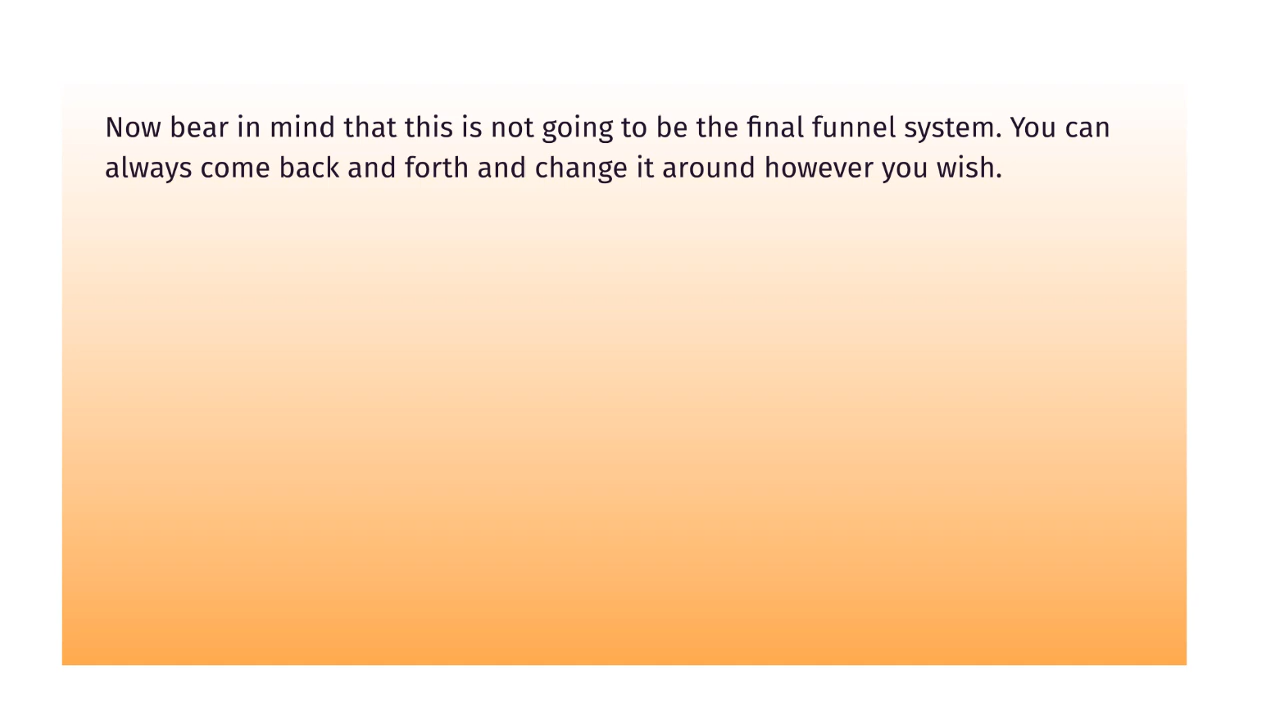 Now bear in mind that this is not going to be the final funnel system. You can
always come back and forth and change it around however you wish.